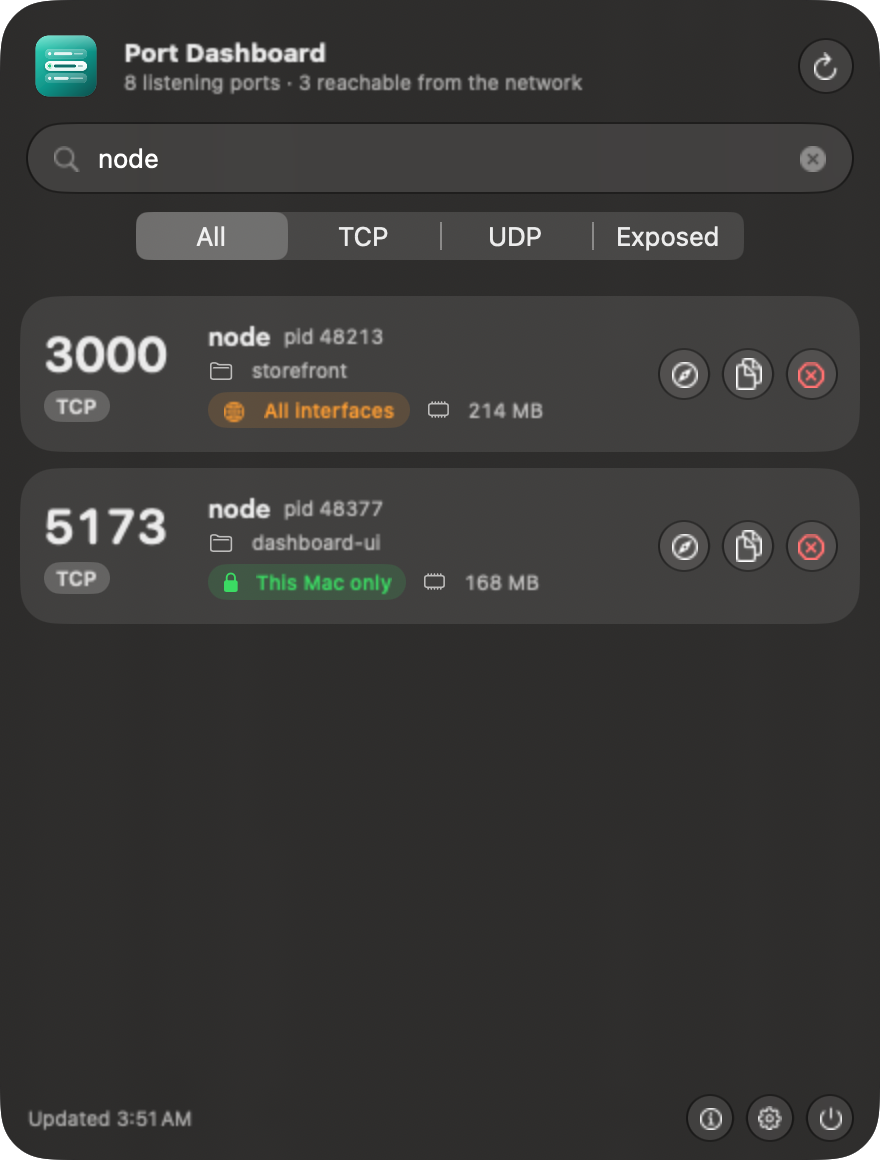 Port Dashboard
8 listening ports · 3 reachable from the network
node
All TCP UDP Exposed
3000 node pid 48213
storefront
TCP All interfaces 214 MB
5173 node pid 48377
dashboard-ui
TCP This Mac only 168 MB
Updated 3:51 AM